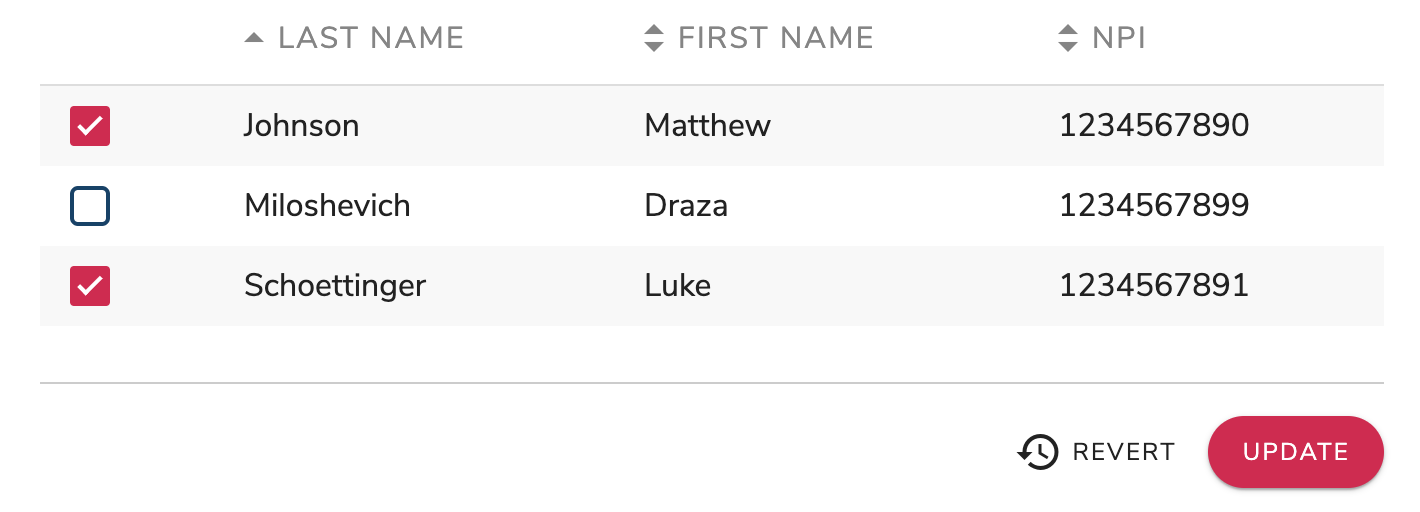 LAST NAME FIRST NAME NPI
Johnson Matthew 1234567890
Miloshevich Draza 1234567899
Schoettinger Luke 1234567891
REVERT UPDATE